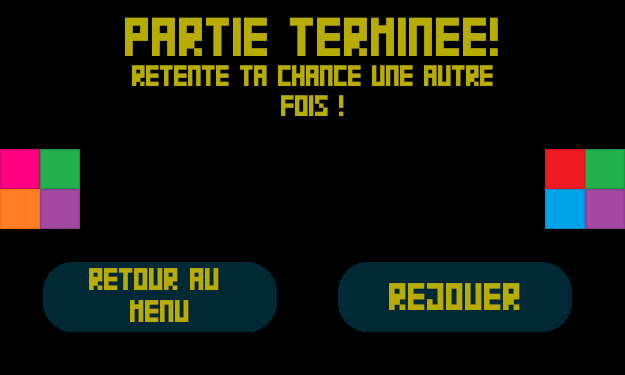 PARTIE TERMINEE!
RETENTE TA CHANCE UNE AUTRE
FOIS !
RETOUR AU
MENU
REJOUER